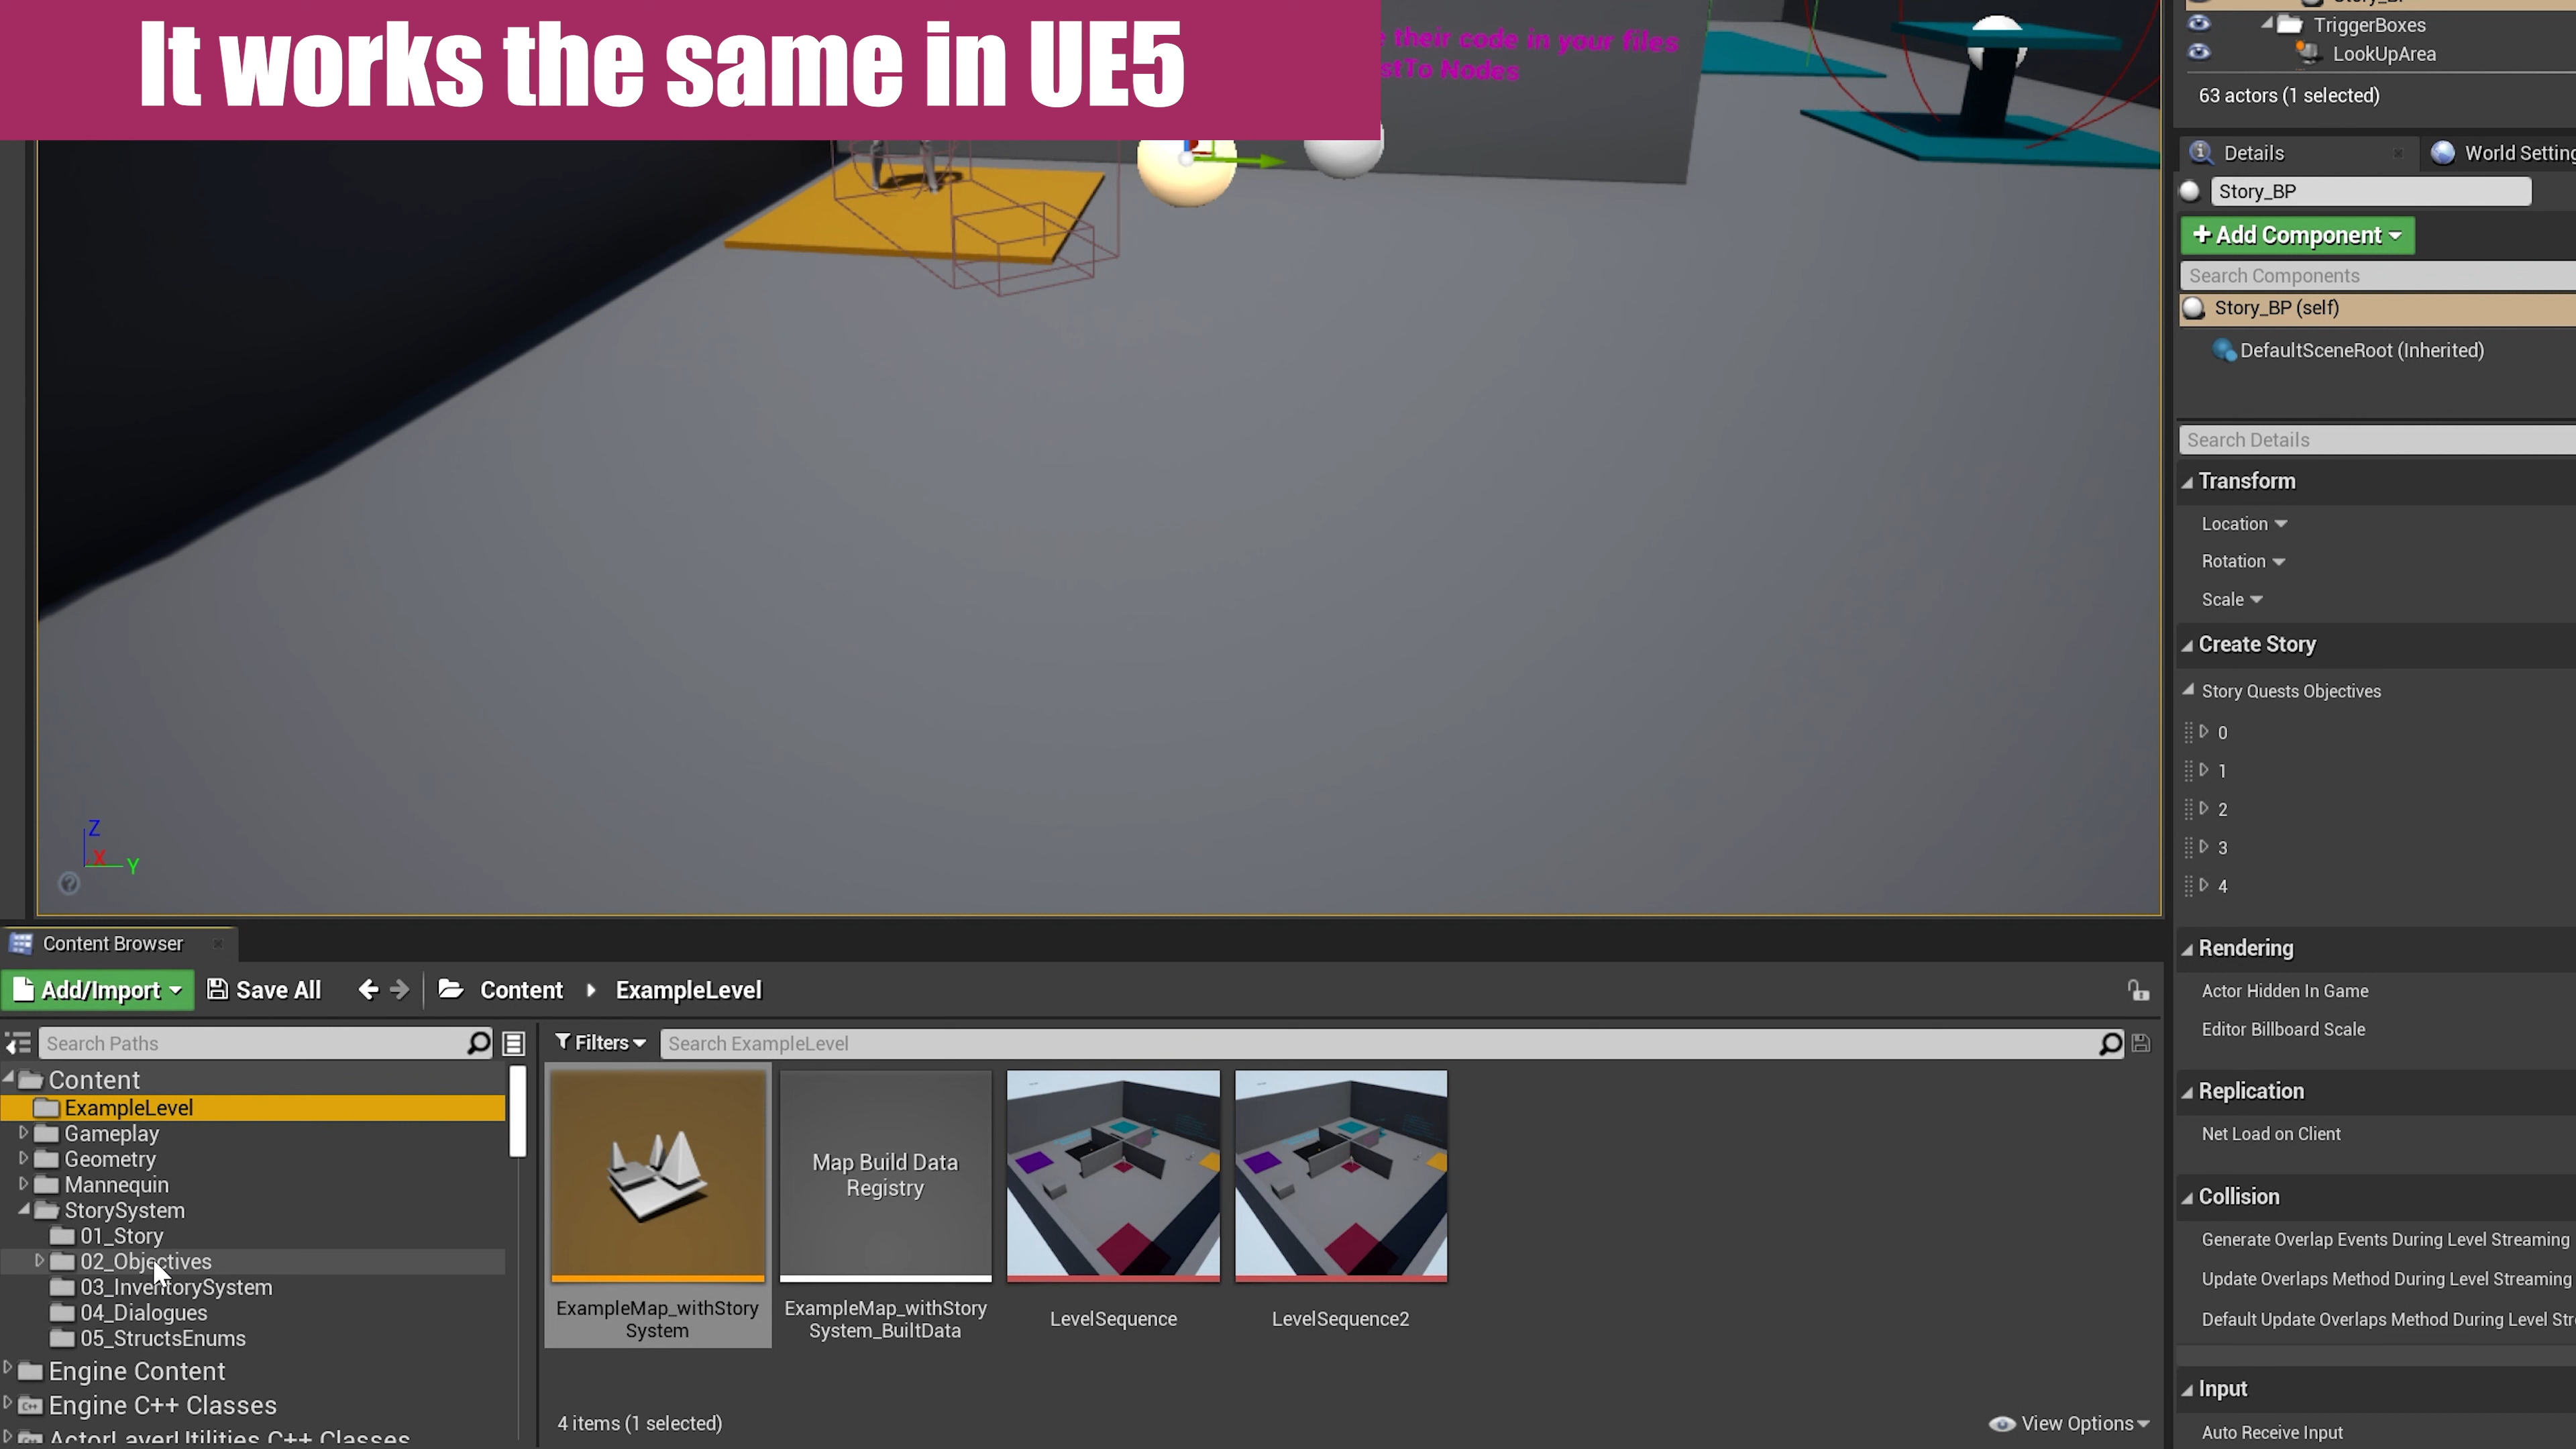 It works the same in UE5
their code in your files
Nodes
TriggerBoxes
LookUpArea
63 actors (1 selected)
Details
World Setting
Story_BP
Add Component
Search Components
Story_BP (self)
DefaultSceneRoot (Inherited)
Search Details
Transform
Location
Rotation
Scale
Create Story
Story Quests Objectives
0
1
2
3
4
Rendering
Actor Hidden In Game
Editor Billboard Scale
Replication
Net Load on Client
Collision
Generate Overlap Events During Level Streaming
Update Overlaps Method During Level Streaming
Default Update Overlaps Method During Level Str
Input
Auto Receive Input
Z
X
Y
Content Browser
Add/Import
Save All
Content
ExampleLevel
Search Paths
Filters
Search ExampleLevel
Content
ExampleLevel
Gameplay
Geometry
Mannequin
StorySystem
01_Story
02_Objectives
03_InventorySystem
04_Dialogues
05_StructsEnums
Engine Content
Engine C++ Classes
ActorLayerUtilities C++ Classes
Map Build Data
Registry
ExampleMap_withStory
System
ExampleMap_withStory
System_BuiltData
LevelSequence
LevelSequence2
4 items (1 selected)
View Options